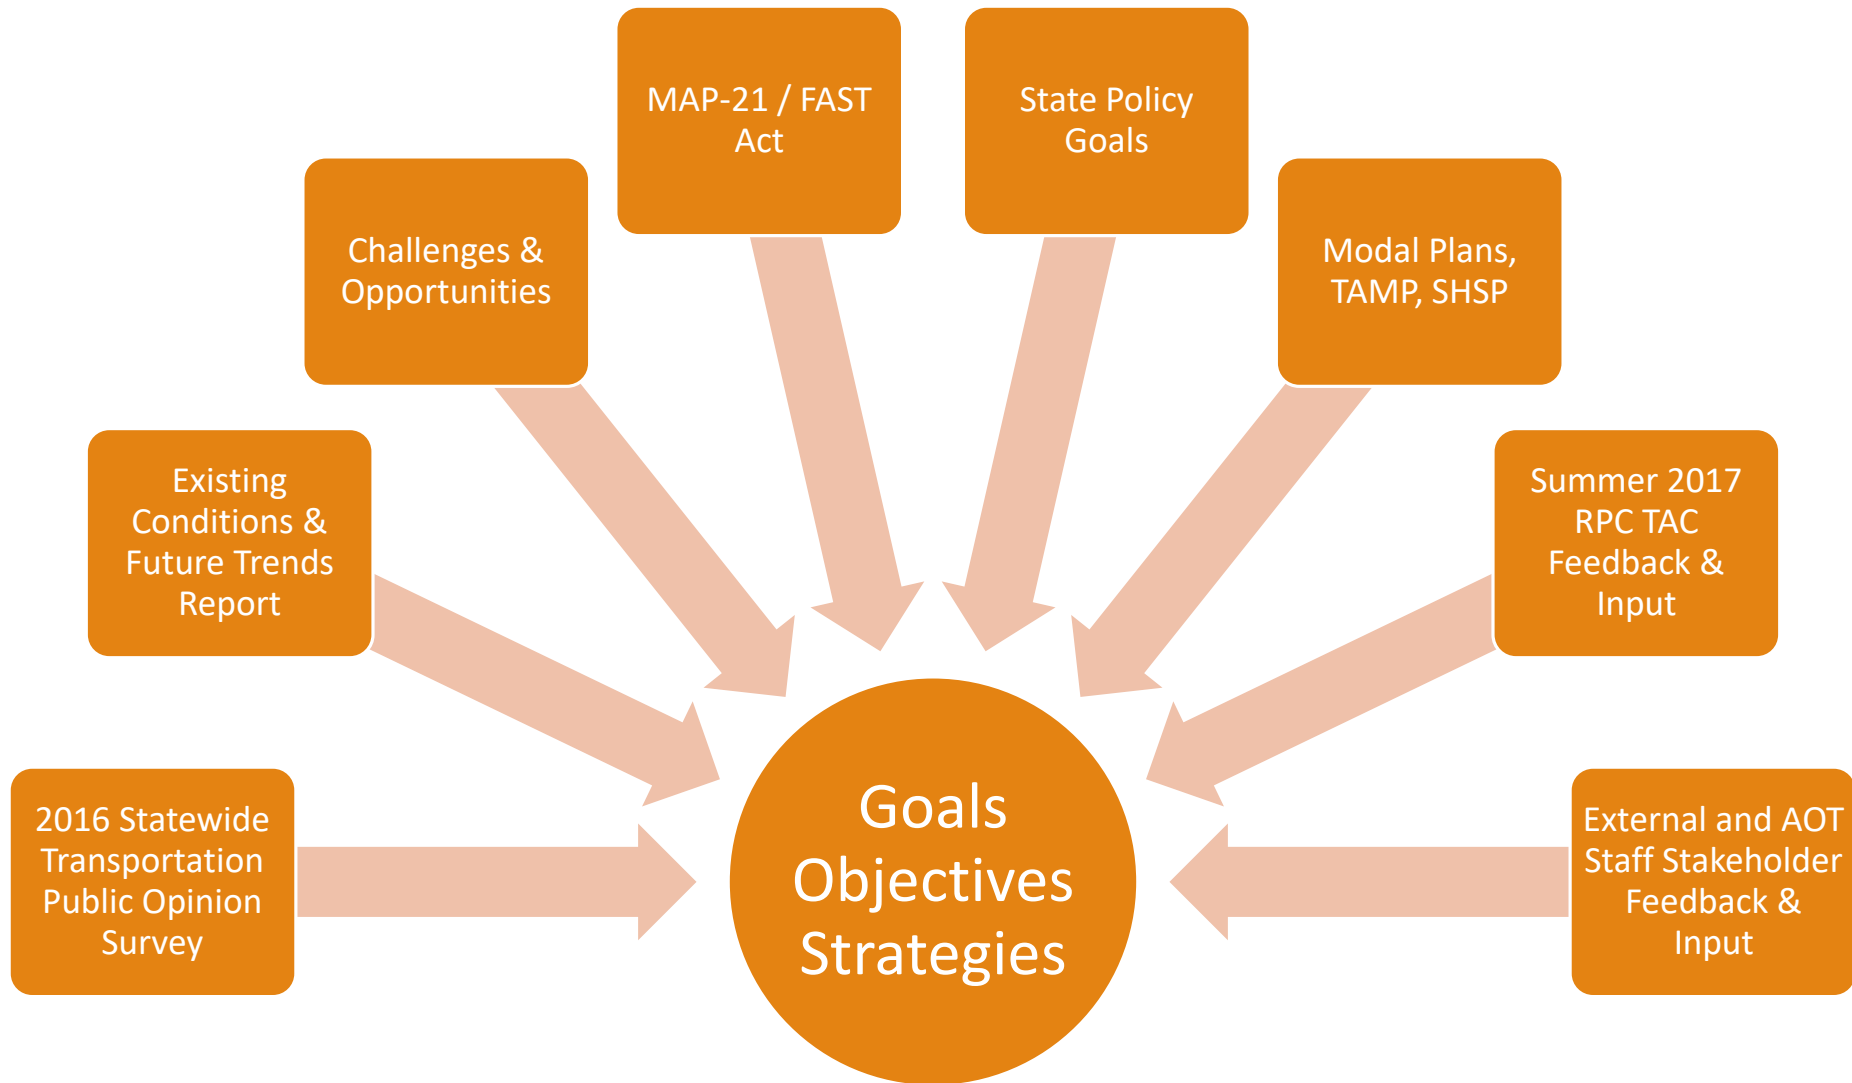 MAP-21 / FAST
Act
State Policy
Goals
Challenges &
Opportunities
Modal Plans,
TAMP, SHSP
Existing
Conditions &
Future Trends
Report
Summer 2017
RPC TAC
Feedback &
Input
2016 Statewide
Transportation
Public Opinion
Survey
Goals
Objectives
Strategies
External and AOT
Staff Stakeholder
Feedback &
Input